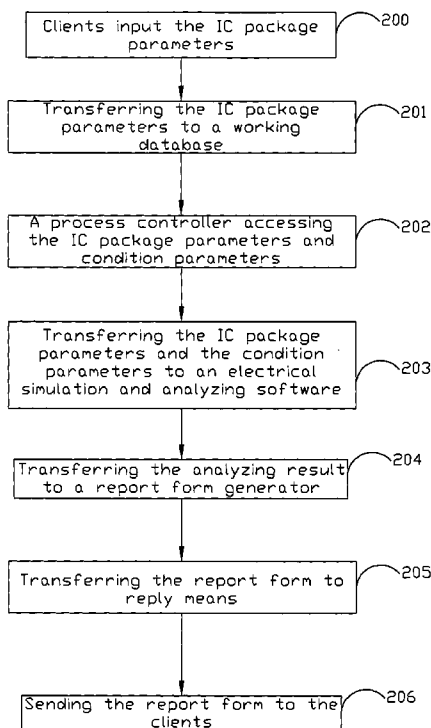 Clients input the IC package
parameters
200
Transferring the IC package
parameters to a working
database
201
A process controller accessing
the IC package parameters and
condition parameters
202
Transferring the IC package
parameters and the condition
parameters to an electrical
simulation and analyzing software
203
Transferring the analyzing result
to a report form generator
204
Transferring the report form to
reply means
205
Sending the report form to the
clients
206